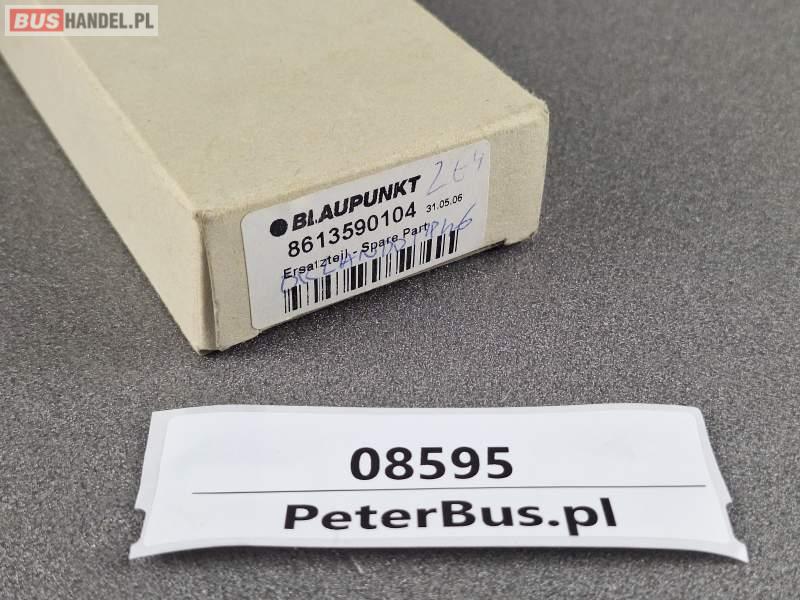 BUSHANDEL.PL
BLAUPUNKT
8613590104 31.05.06
Ersatzteil - Spare Part
08595
PeterBus.pl